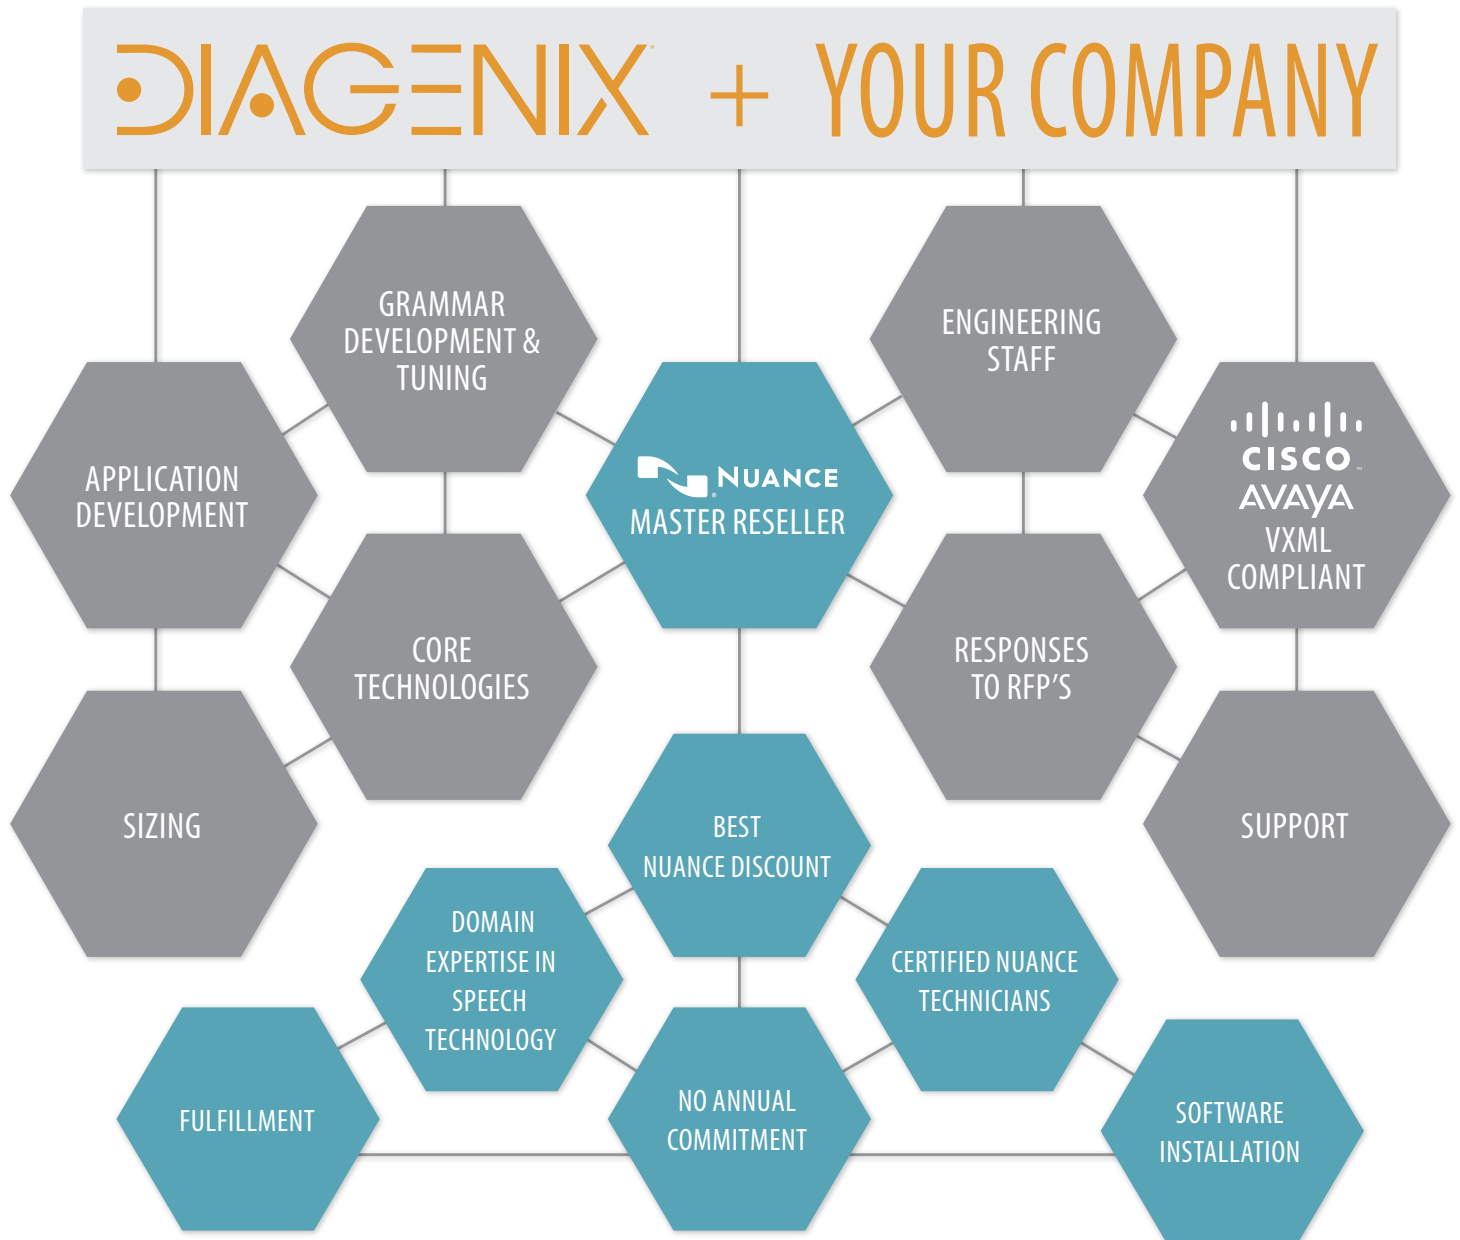 DIAGENIX + YOUR COMPANY
GRAMMAR
DEVELOPMENT &
TUNING
ENGINEERING
STAFF
APPLICATION
DEVELOPMENT
NUANCE
MASTER RESELLER
CISCO
AVAYA
VXML
COMPLIANT
CORE
TECHNOLOGIES
RESPONSES
TO RFP'S
SIZING
BEST
NUANCE DISCOUNT
SUPPORT
DOMAIN
EXPERTISE IN
SPEECH
TECHNOLOGY
CERTIFIED NUANCE
TECHNICIANS
FULFILLMENT
NO ANNUAL
COMMITMENT
SOFTWARE
INSTALLATION